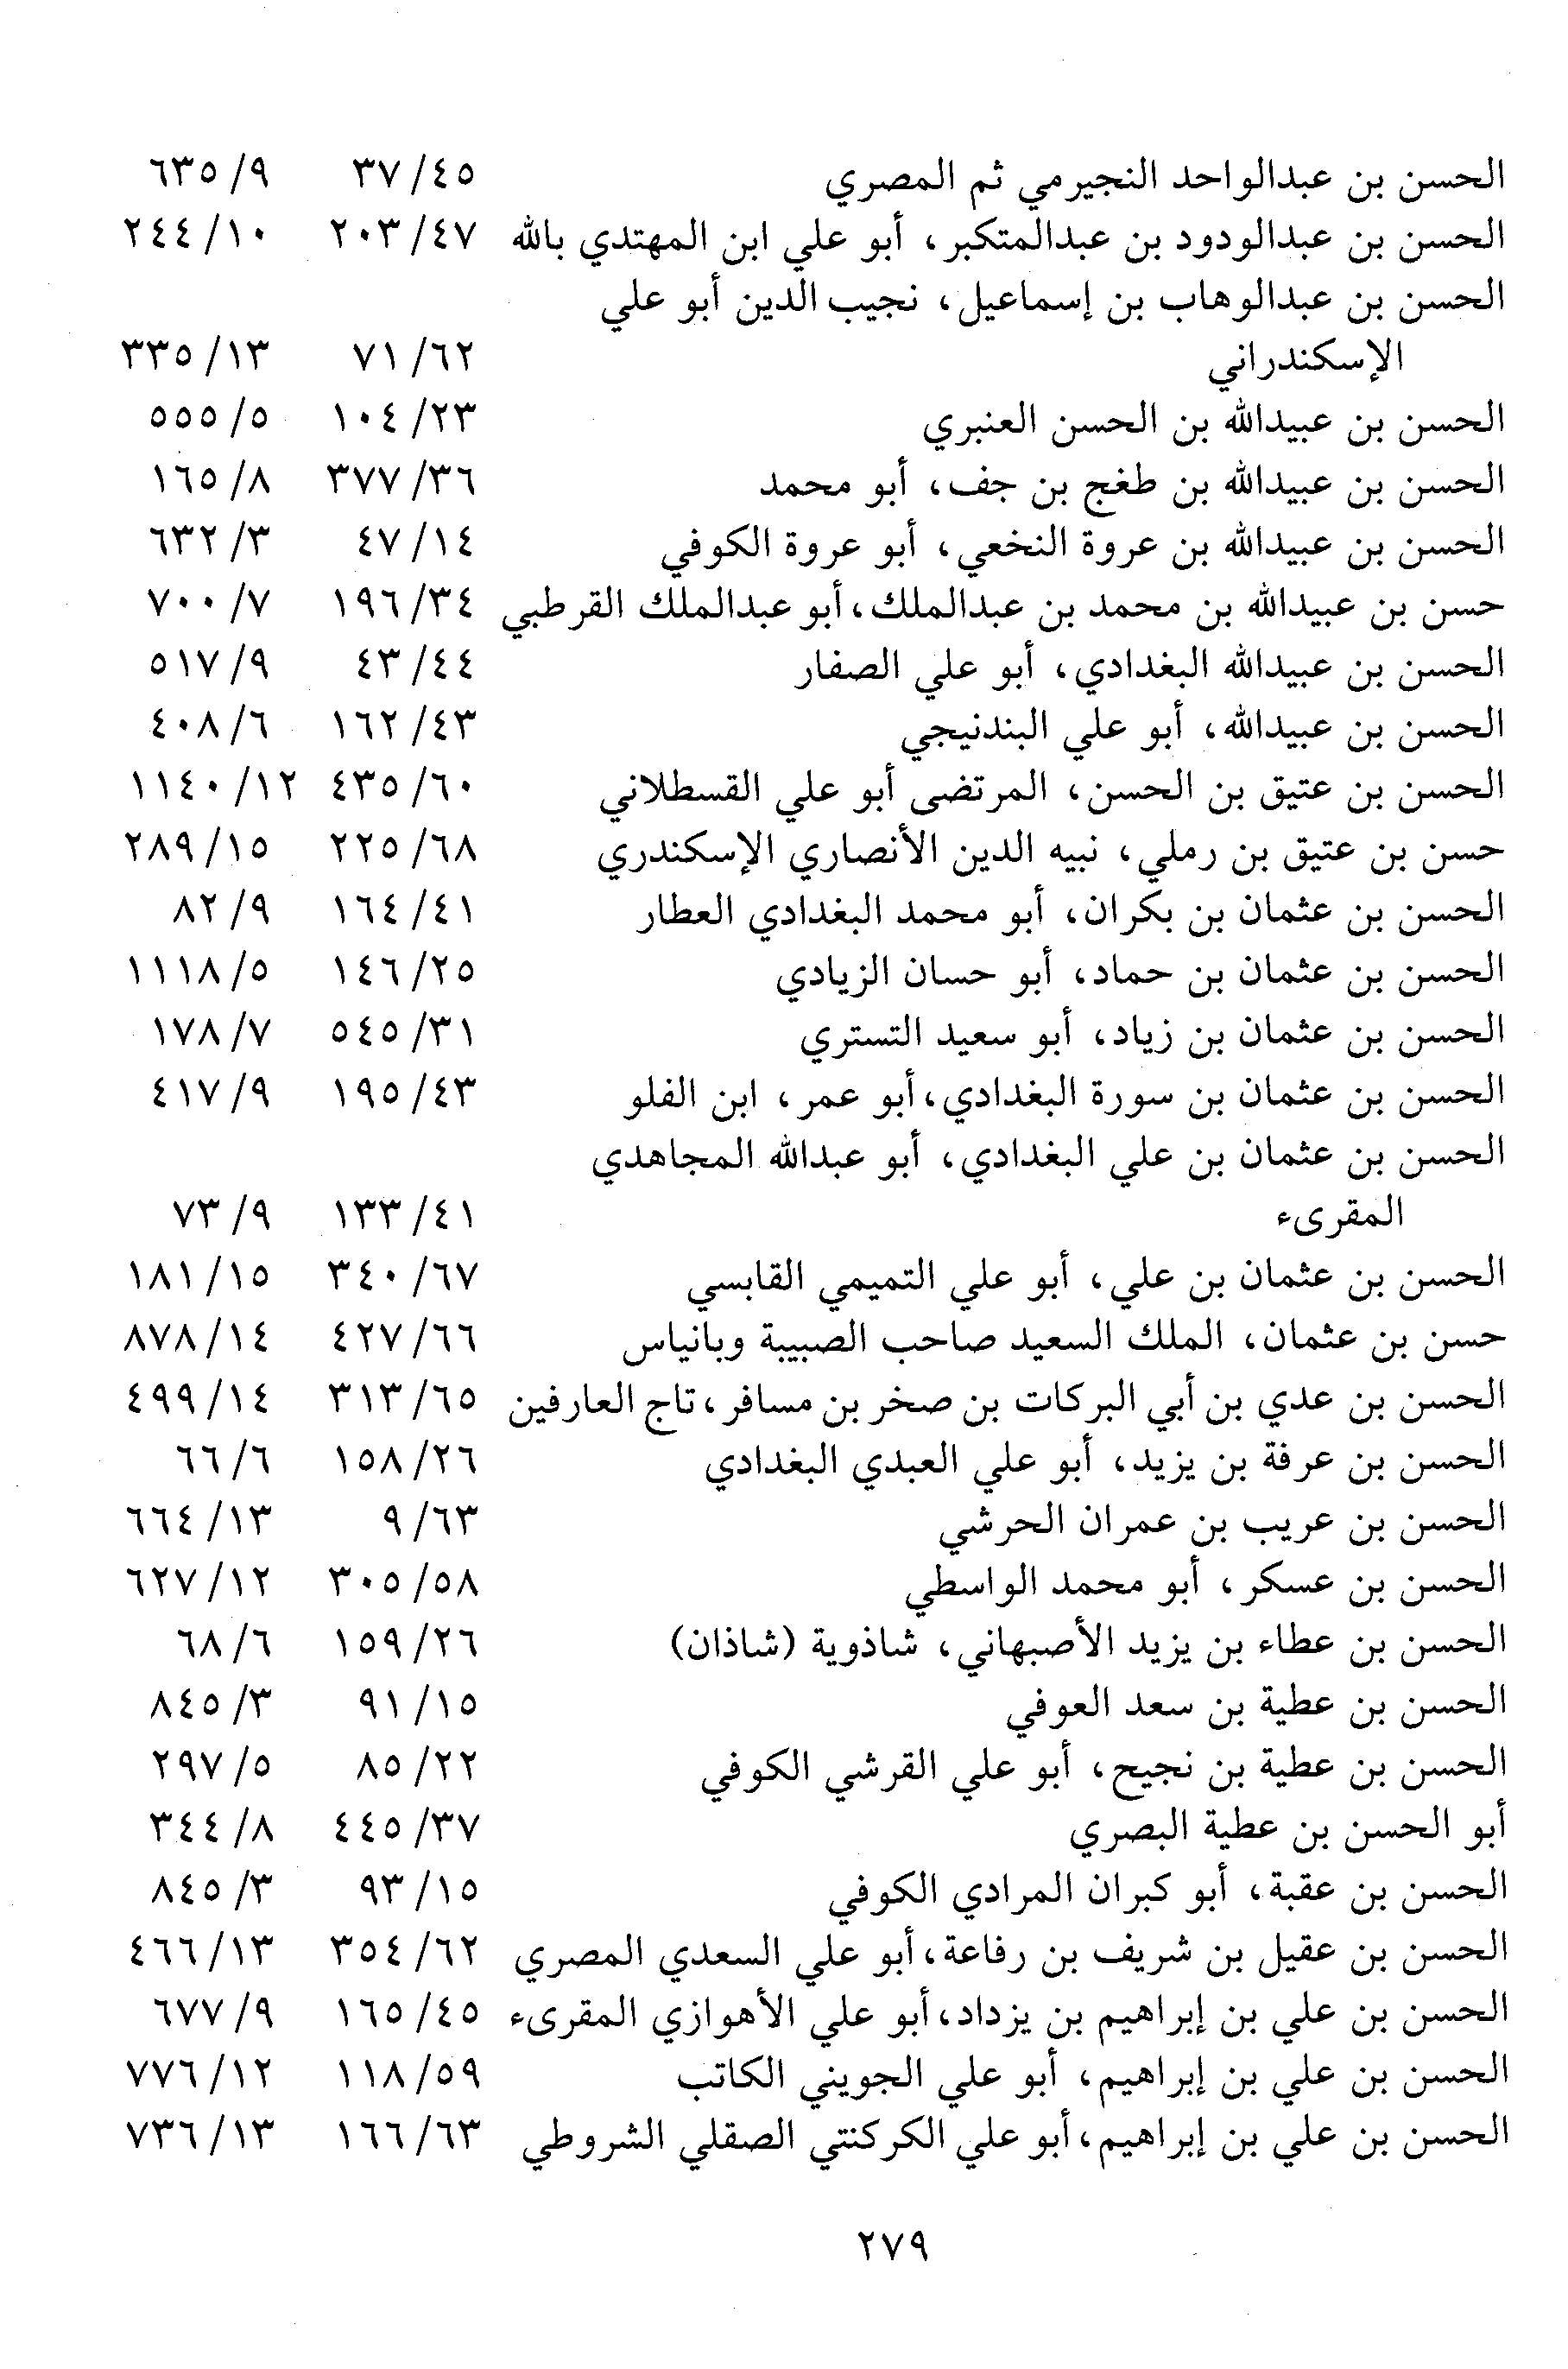 الحسن بن عبدالواحد النجيرمي ثم المصري ٤٥/ ٣٧ ٩/ ٦٣٥
الحسن بن عبدالودود بن عبدالمتكبر، أبو علي ابن المهتدي بالله ٤٧/ ٢٠٣ ١٠/ ٢٤٤
الحسن بن عبدالوهاب بن إسماعيل، نجيب الدين أبو علي
الإسكندراني ٦٢/ ٧١ ١٣/ ٣٣٥
الحسن بن عبيدالله بن الحسن العنبري ٢٣/ ١٠٤ ٥/ ٥٥٥
الحسن بن عبيدالله بن طغج بن جف، أبو محمد ٣٦/ ٣٧٧ ٨/ ١٦٥
الحسن بن عبيدالله بن عروة النخعي، أبو عروة الكوفي ١٤/ ٤٧ ٣/ ٦٣٢
حسن بن عبيدالله بن محمد بن عبدالملك، أبو عبدالملك القرطبي ٣٤/ ١٩٦ ٧/ ٧٠٠
الحسن بن عبيدالله البغدادي، أبو علي الصفار ٤٤/ ٤٣ ٩/ ٥١٧
الحسن بن عبيدالله، أبو علي البندنيجي ٤٣/ ١٦٢ ٦/ ٤٠٨
الحسن بن عتيق بن الحسن، المرتضى أبو علي القسطلاني ٦٠/ ٤٣٥ ١٢/ ١١٤٠
حسن بن عتيق بن رملي، نبيه الدين الأنصاري الإسكندري ٦٨/ ٢٢٥ ١٥/ ٢٨٩
الحسن بن عثمان بن بكران، أبو محمد البغدادي العطار ٤١/ ١٦٤ ٩/ ٨٢
الحسن بن عثمان بن حماد، أبو حسان الزيادي ٢٥/ ١٤٦ ٥/ ١١١٨
الحسن بن عثمان بن زياد، أبو سعيد التستري ٣١/ ٥٤٥ ٧/ ١٧٨
الحسن بن عثمان بن سورة البغدادي، أبو عمر، ابن الفلو ٤٣/ ١٩٥ ٩/ ٤١٧
الحسن بن عثمان بن علي البغدادي، أبو عبدالله المجاهدي
المقرىء ٤١/ ١٣٣ ٩/ ٧٣
الحسن بن عثمان بن علي، أبو علي التميمي القابسي ٦٧/ ٣٤٠ ١٥/ ١٨١
حسن بن عثمان، الملك السعيد صاحب الصبيبة وبانياس ٦٦/ ٤٢٧ ١٤/ ٨٧٨
الحسن بن عدي بن أبي البركات بن صخر بن مسافر، تاج العارفين ٦٥/ ٣١٣ ١٤/ ٤٩٩
الحسن بن عرفة بن يزيد، أبو علي العبدي البغدادي ٢٦/ ١٥٨ ٦/ ٦٦
الحسن بن عريب بن عمران الحرشي ٦٣/ ٩ ١٣/ ٦٦٤
الحسن بن عسكر، أبو محمد الواسطي ٥٨/ ٣٠٥ ١٢/ ٦٢٧
الحسن بن عطاء بن يزيد الأصبهاني، شاذوية (شاذان) ٢٦/ ١٥٩ ٦/ ٦٨
الحسن بن عطية بن سعد العوفي ١٥/ ٩١ ٣/ ٨٤٥
الحسن بن عطية بن نجيح، أبو علي القرشي الكوفي ٢٢/ ٨٥ ٥/ ٢٩٧
أبو الحسن بن عطية البصري ٣٧/ ٤٤٥ ٨/ ٣٤٤
الحسن بن عقبة، أبو كبران المرادي الكوفي ١٥/ ٩٣ ٣/ ٨٤٥
الحسن بن عقيل بن شريف بن رفاعة، أبو علي السعدي المصري ٦٢/ ٣٥٤ ١٣/ ٤٦٦
الحسن بن علي بن إبراهيم بن يزداد، أبو علي الأهوازي المقرىء ٤٥/ ١٦٥ ٩/ ٦٧٧
الحسن بن علي بن إبراهيم، أبو علي الجويني الكاتب ٥٩/ ١١٨ ١٢/ ٧٧٦
الحسن بن علي بن إبراهيم، أبو علي الكركنتي الصقلي الشروطي ٦٣/ ١٦٦ ١٣/ ٧٣٦
٢٧٩